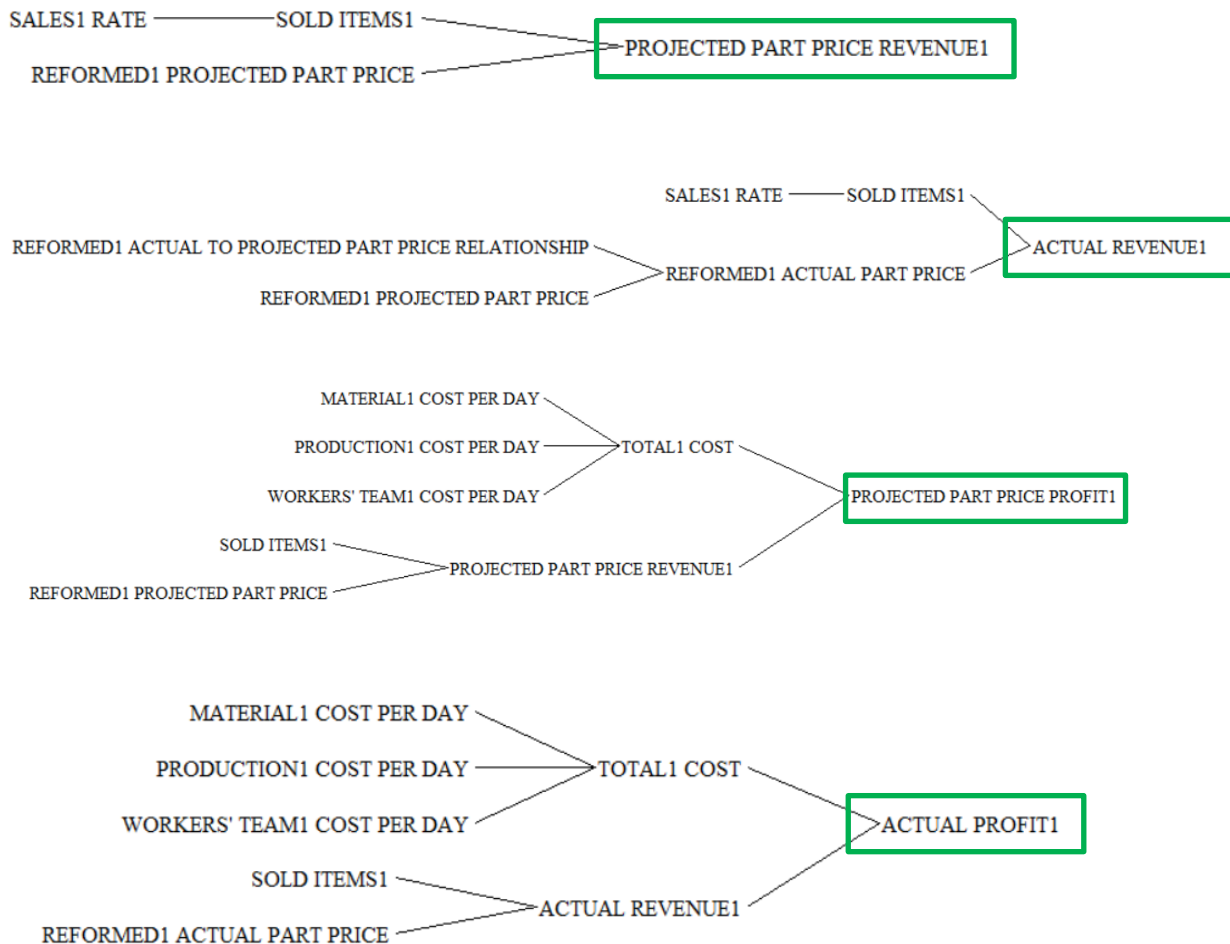 SALES1 RATE SOLD ITEMS1
PROJECTED PART PRICE REVENUE1
REFORMED1 PROJECTED PART PRICE
SALES1 RATE SOLD ITEMS1
REFORMED1 ACTUAL TO PROJECTED PART PRICE RELATIONSHIP
ACTUAL REVENUE1
REFORMED1 ACTUAL PART PRICE
REFORMED1 PROJECTED PART PRICE
MATERIAL1 COST PER DAY
PRODUCTION1 COST PER DAY
TOTAL1 COST
WORKERS' TEAM1 COST PER DAY
PROJECTED PART PRICE PROFIT1
SOLD ITEMS1
PROJECTED PART PRICE REVENUE1
REFORMED1 PROJECTED PART PRICE
MATERIAL1 COST PER DAY
PRODUCTION1 COST PER DAY
TOTAL1 COST
WORKERS' TEAM1 COST PER DAY
ACTUAL PROFIT1
SOLD ITEMS1
ACTUAL REVENUE1
REFORMED1 ACTUAL PART PRICE